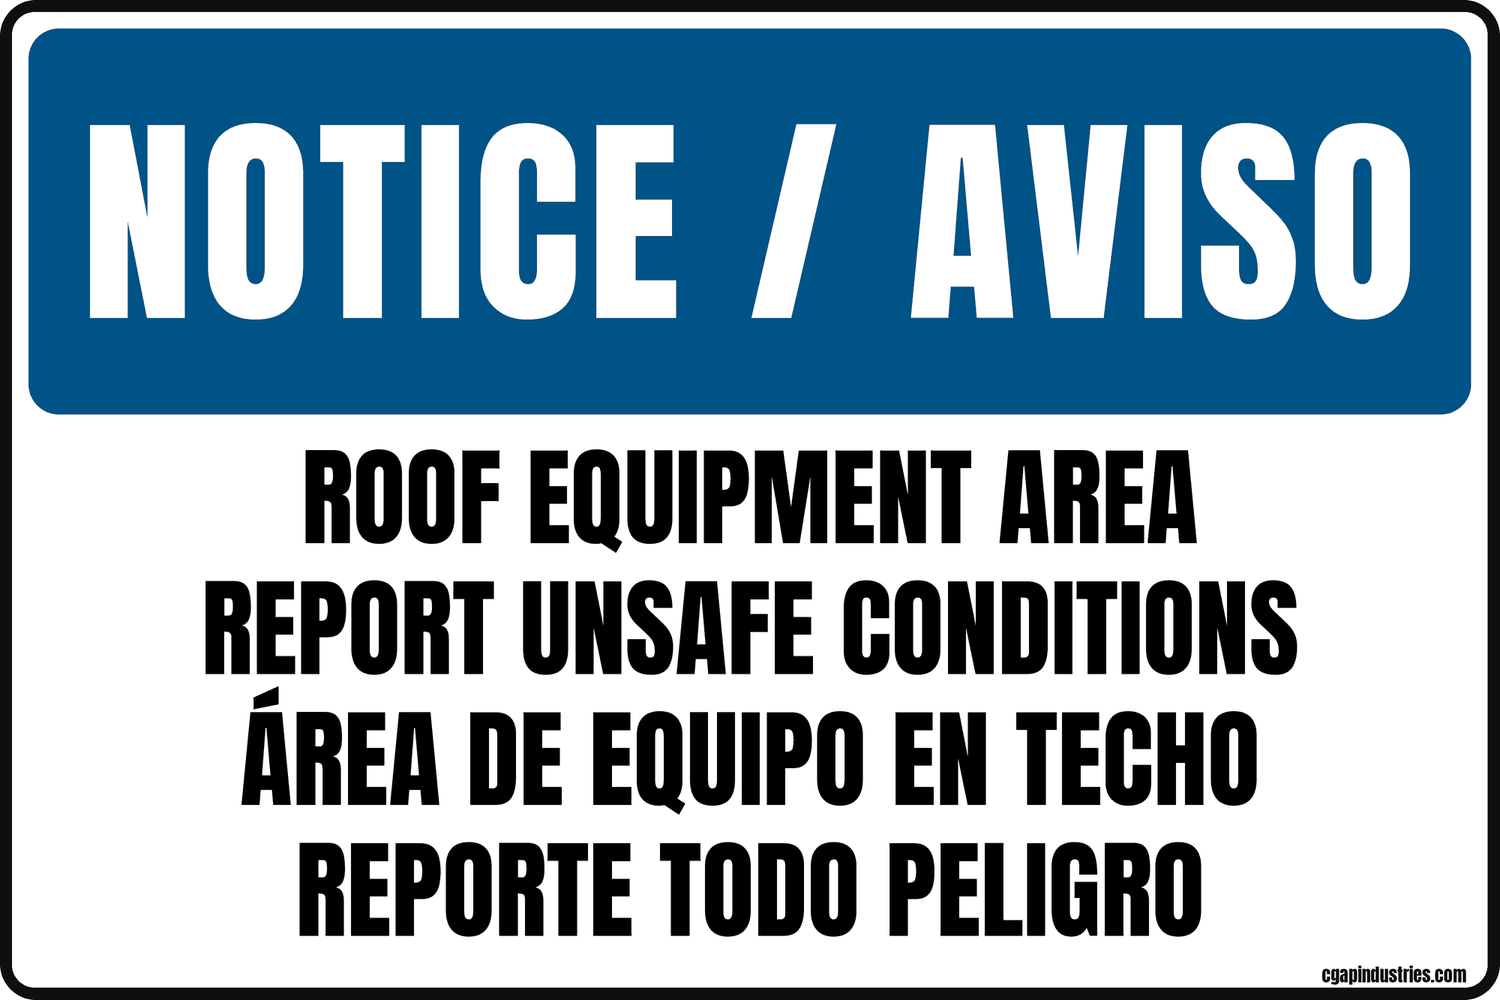 NOTICE / AVISO
ROOF EQUIPMENT AREA
REPORT UNSAFE CONDITIONS
ÁREA DE EQUIPO EN TECHO
REPORTE TODO PELIGRO
cgapindustries.com